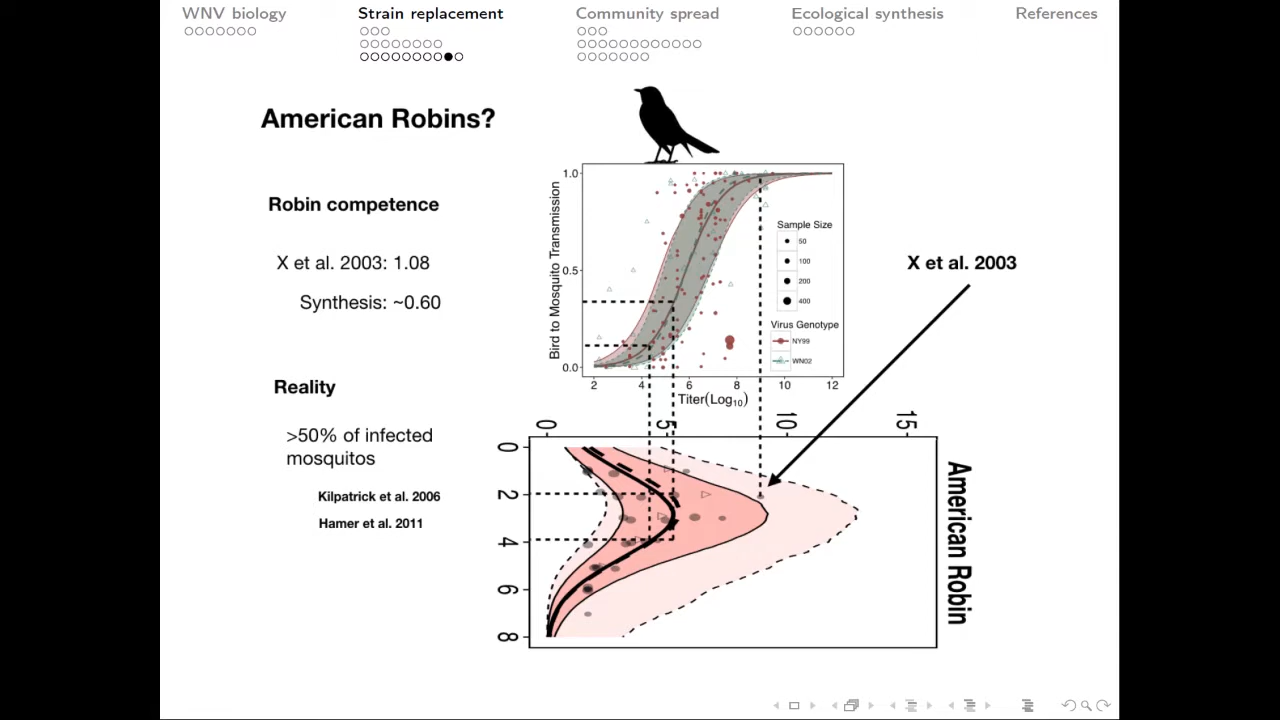 WNV biology
Strain replacement
Community spread
Ecological synthesis
References
American Robins?
Robin competence
X et al. 2003: 1.08
Synthesis: ~0.60
Reality
>50% of infected
mosquitos
Kilpatrick et al. 2006
Hamer et al. 2011
Bird to Mosquito Transmission
1.0
0.5
0.0
2 4 6 8 10 12
Titer(Log10)
Sample Size
50
100
200
400
Virus Genotype
NY99
WN02
X et al. 2003
0 5 10 15
0
2
4
6
8
American Robin